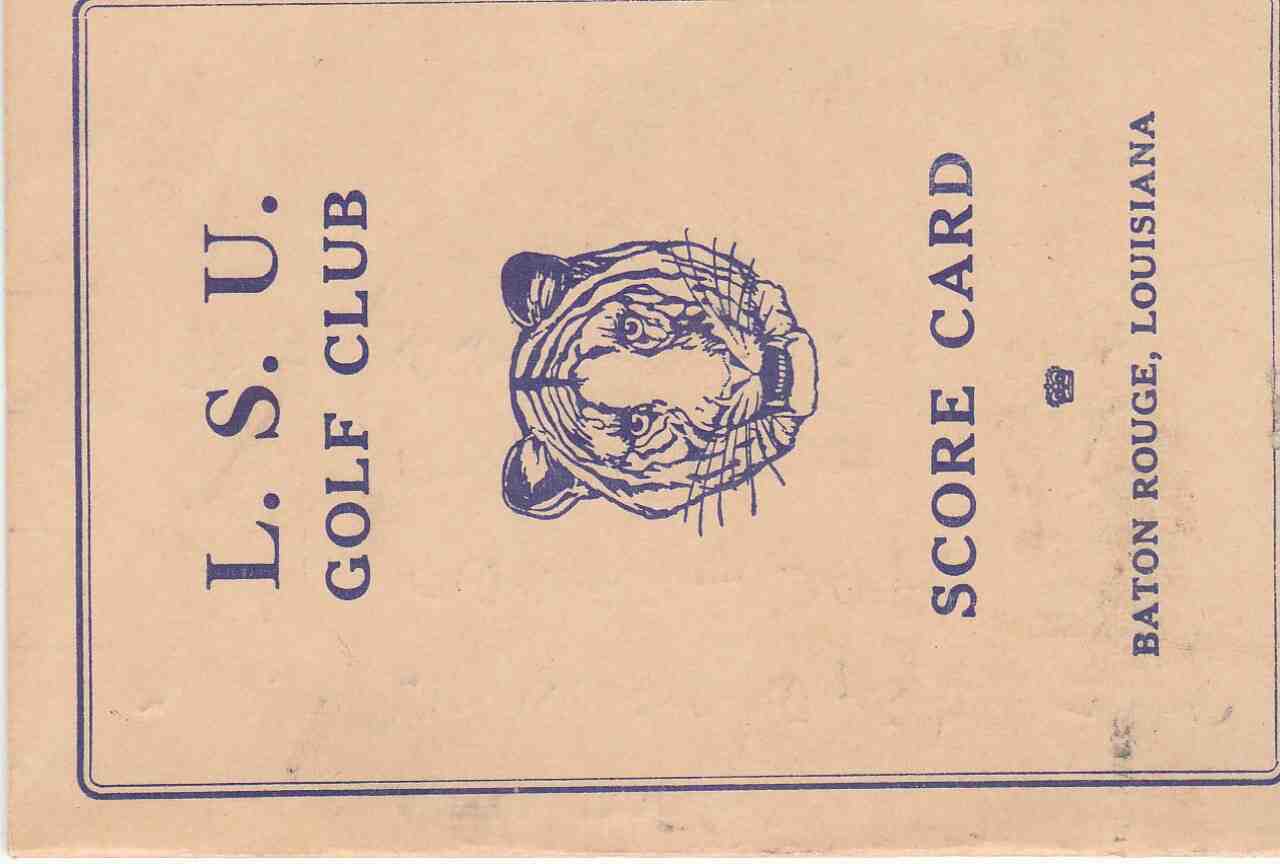 L. S. U.
GOLF CLUB
SCORE CARD
BATON ROUGE, LOUISIANA